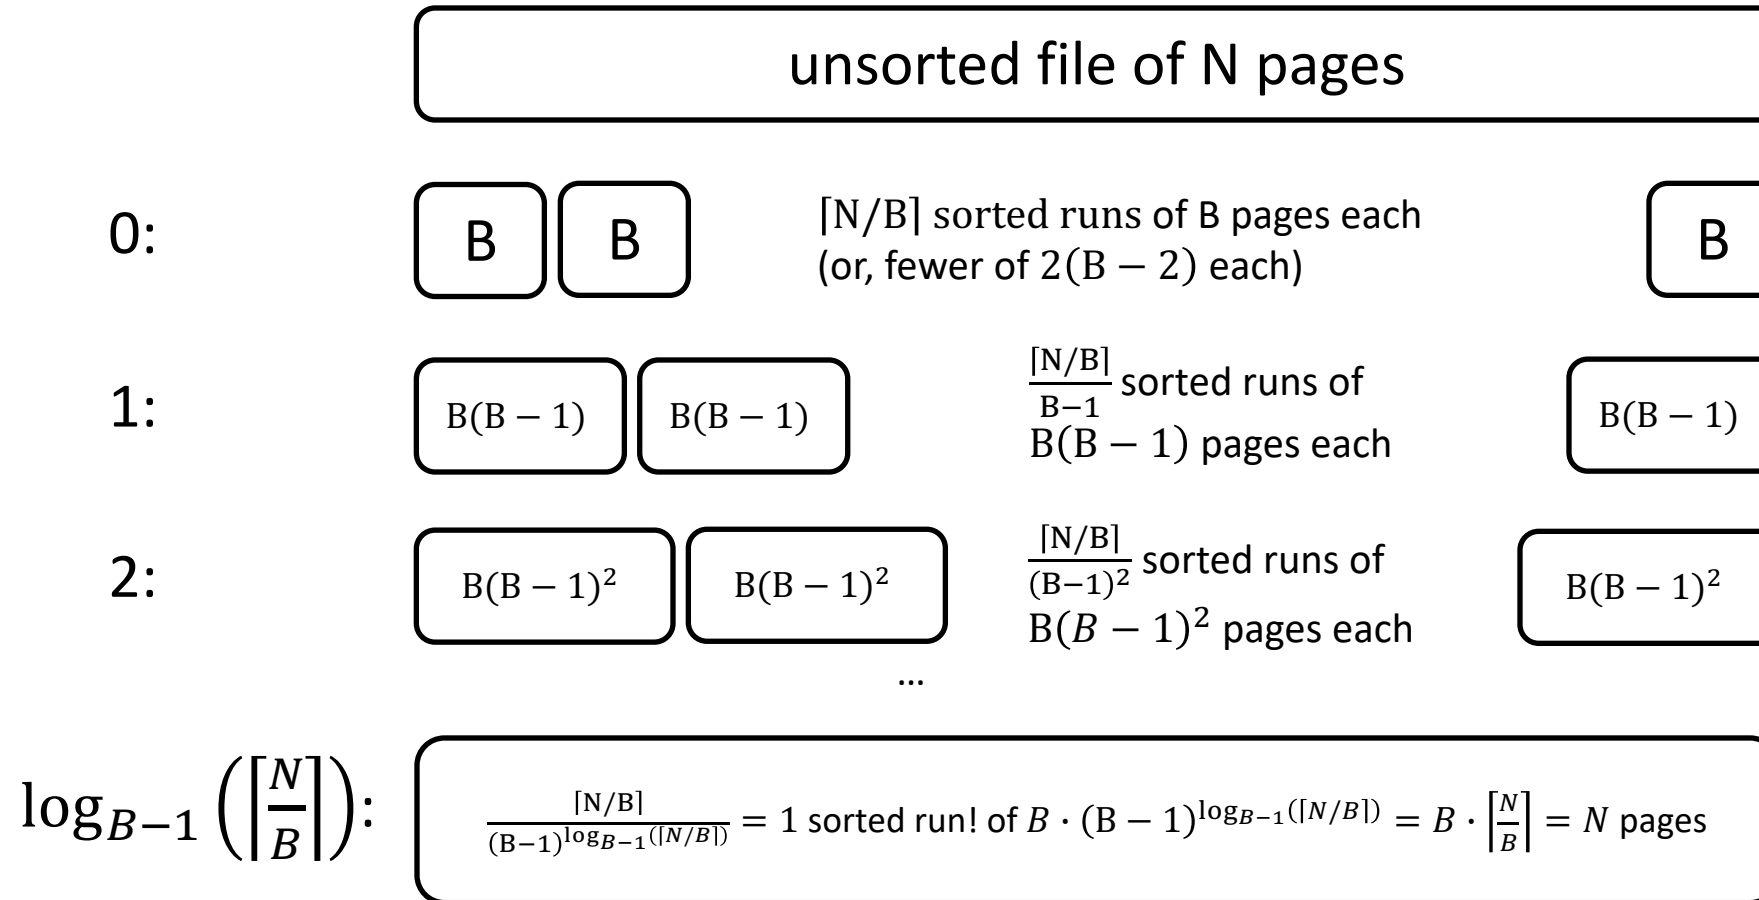 unsorted file of N pages
0: B B ⌈N/B⌉ sorted runs of B pages each B
(or, fewer of 2(B − 2) each)
1: B(B − 1) B(B − 1) ⌈N/B⌉/(B−1) sorted runs of B(B − 1)
B(B − 1) pages each
2: B(B − 1)² B(B − 1)² ⌈N/B⌉/(B−1)² sorted runs of B(B − 1)²
B(B − 1)² pages each
...
log_{B−1}(⌈N/B⌉): ⌈N/B⌉/(B−1)^{log_{B−1}(⌈N/B⌉)} = 1 sorted run! of B · (B − 1)^{log_{B−1}(⌈N/B⌉)} = B · ⌈N/B⌉ = N pages